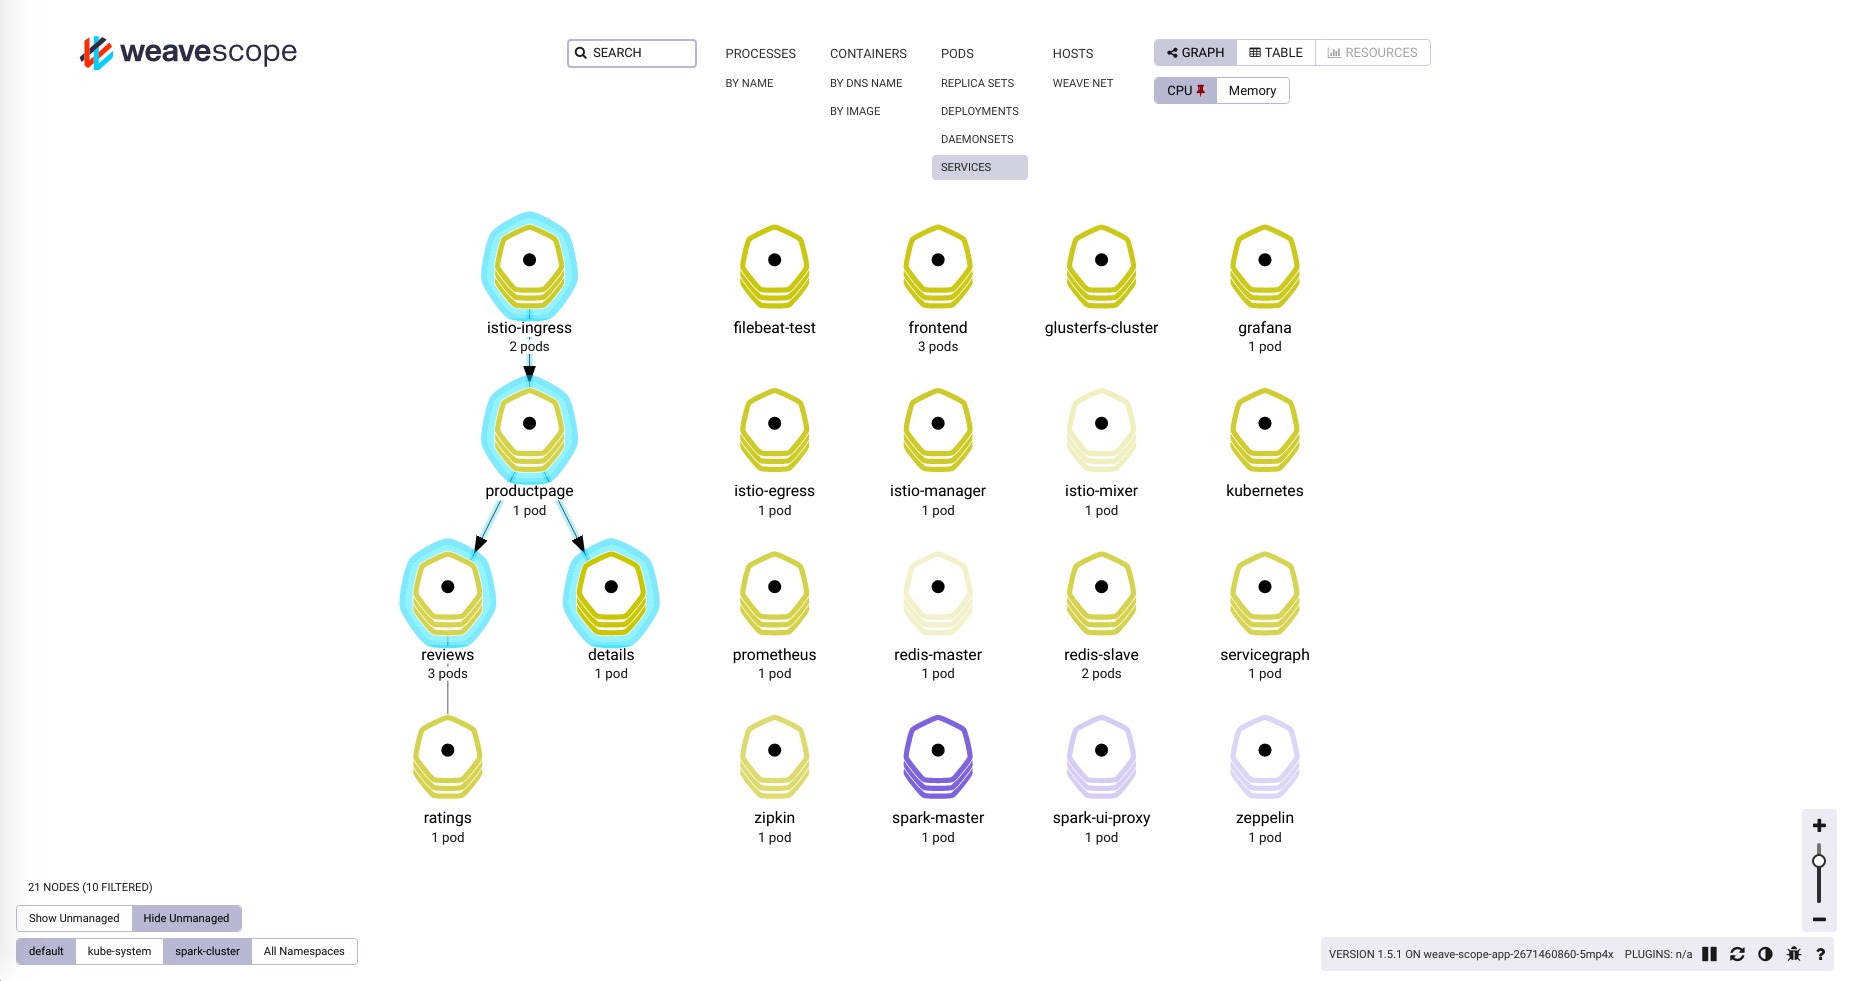 weavescope
SEARCH
PROCESSES
BY NAME
CONTAINERS
BY DNS NAME
BY IMAGE
PODS
REPLICA SETS
DEPLOYMENTS
DAEMONSETS
SERVICES
HOSTS
WEAVE NET
GRAPH TABLE RESOURCES
CPU Memory
istio-ingress
2 pods
filebeat-test
frontend
3 pods
glusterfs-cluster
grafana
1 pod
productpage
1 pod
istio-egress
1 pod
istio-manager
1 pod
istio-mixer
1 pod
kubernetes
reviews
3 pods
details
1 pod
prometheus
1 pod
redis-master
1 pod
redis-slave
2 pods
servicegraph
1 pod
ratings
1 pod
zipkin
1 pod
spark-master
1 pod
spark-ui-proxy
1 pod
zeppelin
1 pod
21 NODES (10 FILTERED)
Show Unmanaged Hide Unmanaged
default kube-system spark-cluster All Namespaces
VERSION 1.5.1 ON weave-scope-app-2671460860-5mp4x PLUGINS: n/a ?